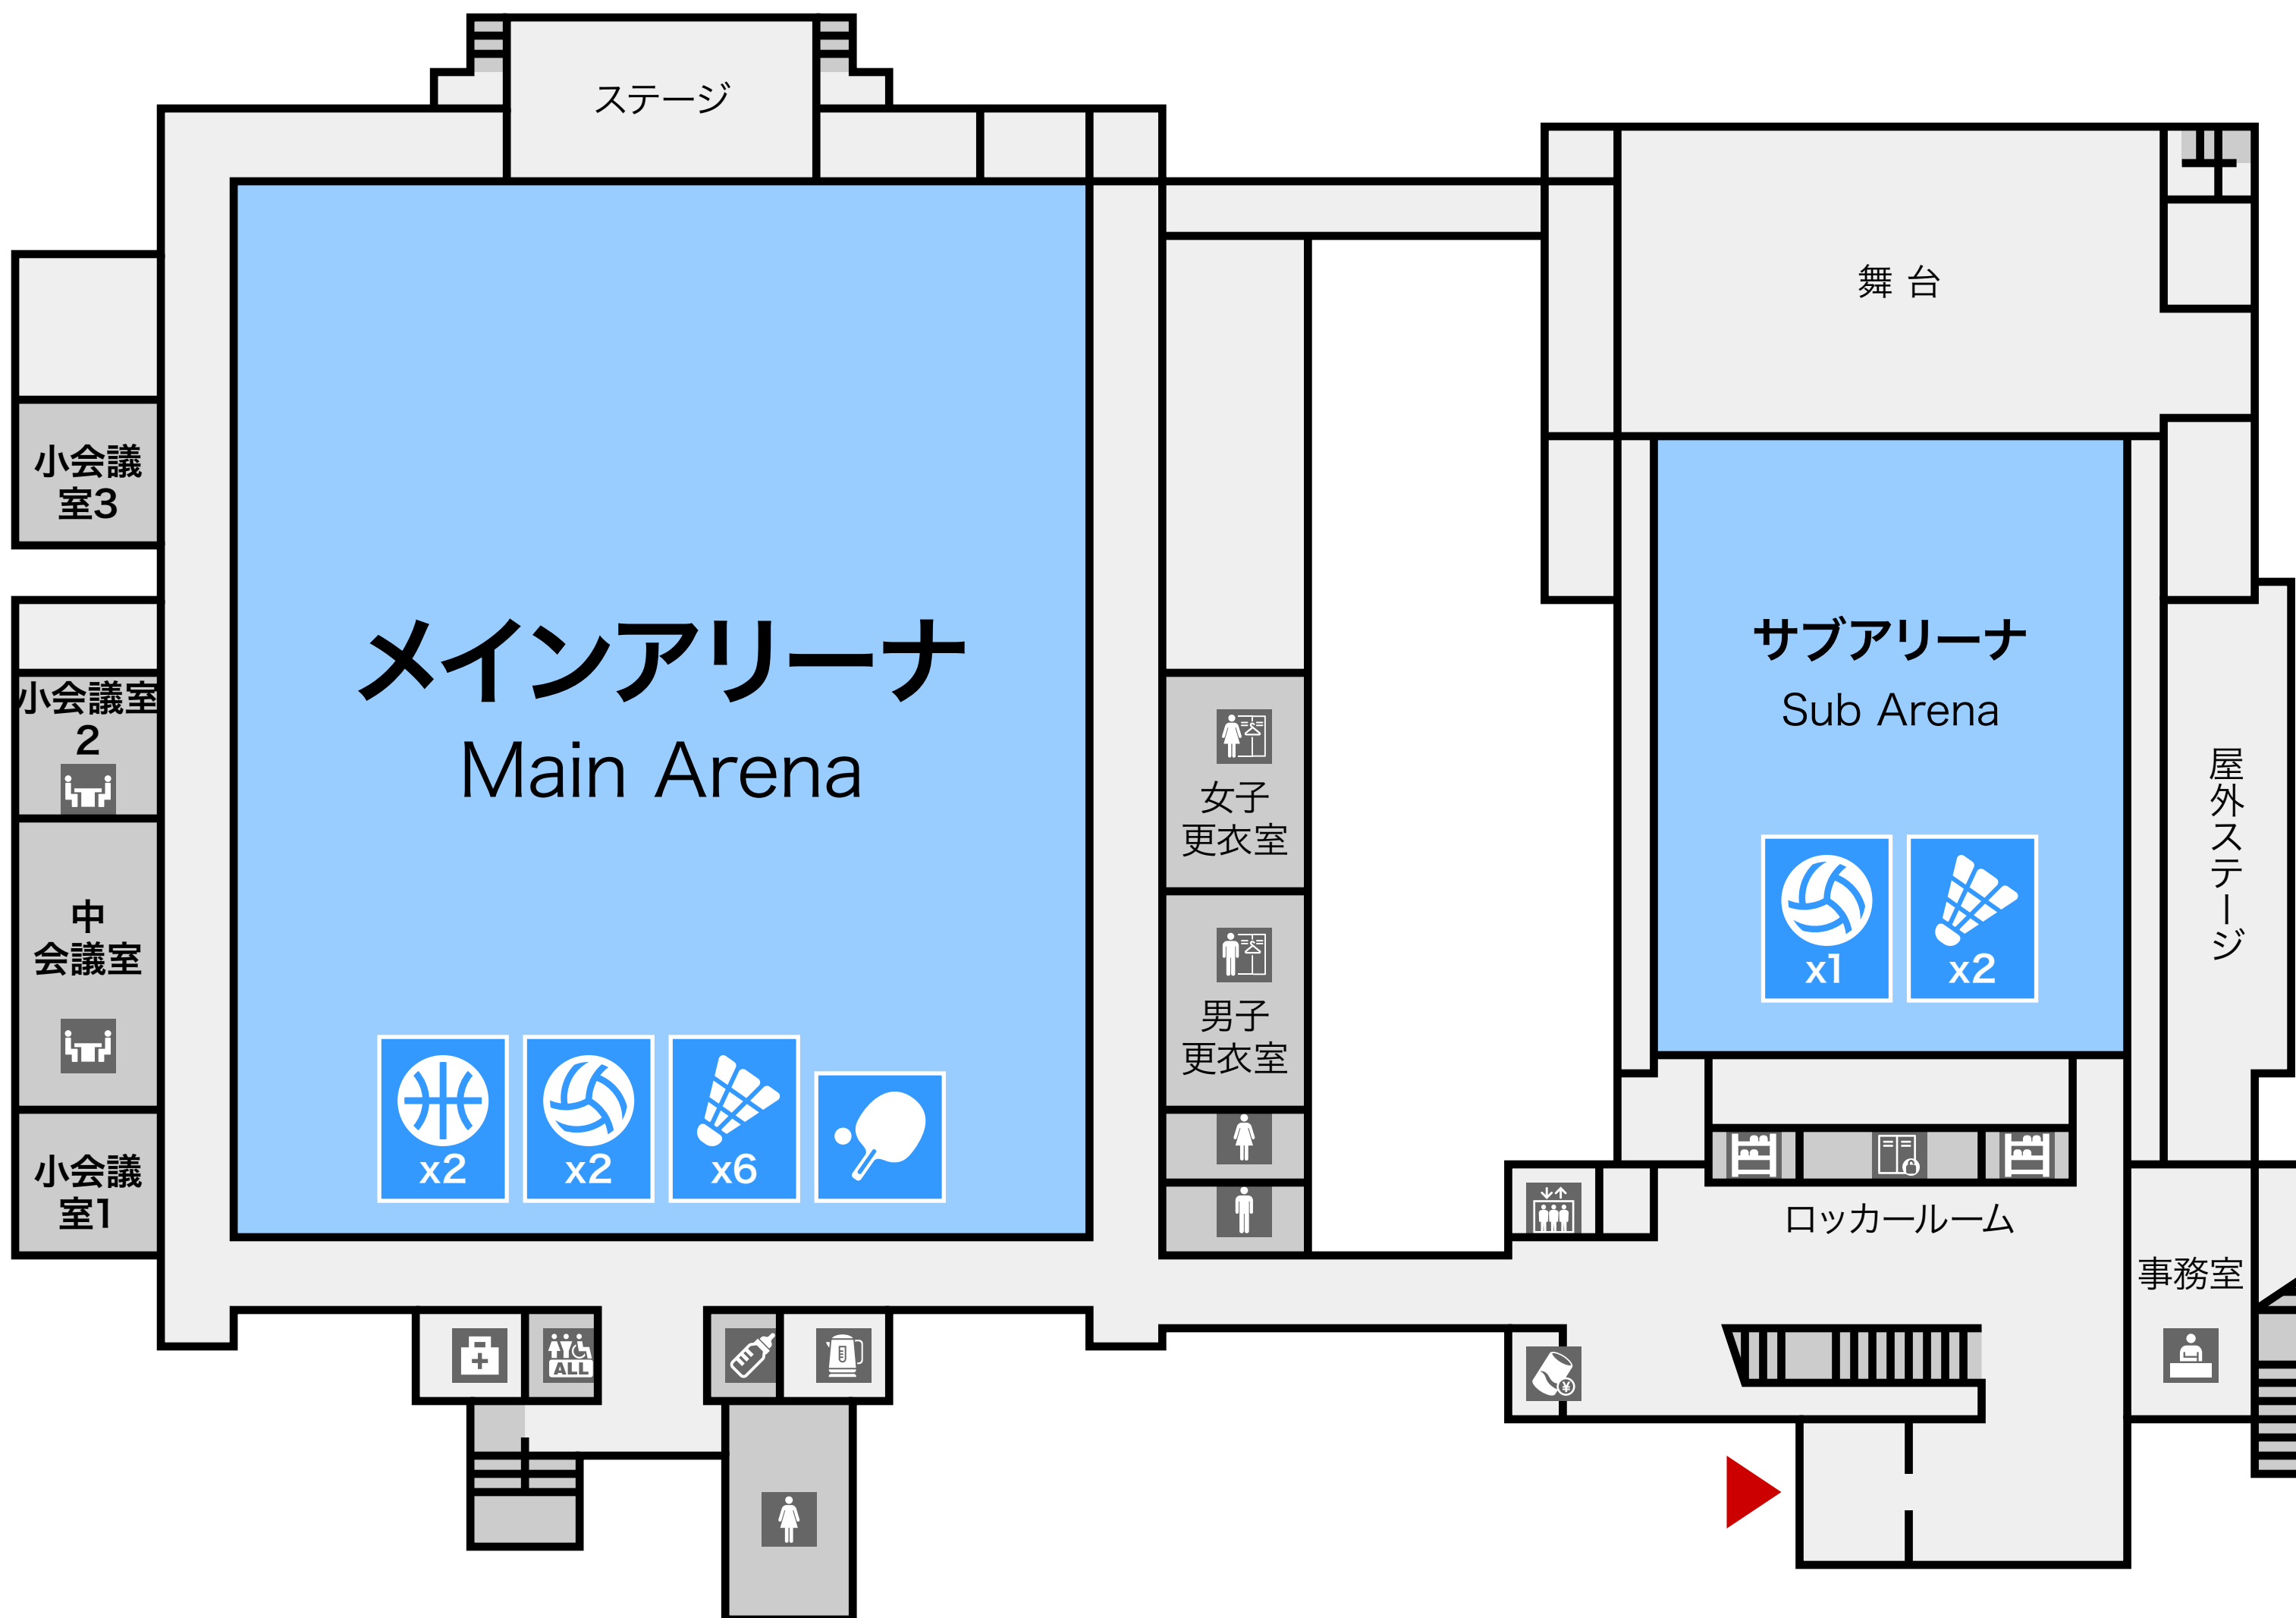 ステージ
舞 台
小会議
室3
メインアリーナ
Main Arena
サブアリーナ
Sub Arena
小会議室
2
女子
更衣室
屋外ステージ
中
会議室
男子
更衣室
x1
x2
小会議
室1
x2
x2
x6
ロッカールーム
事務室
ALL
¥